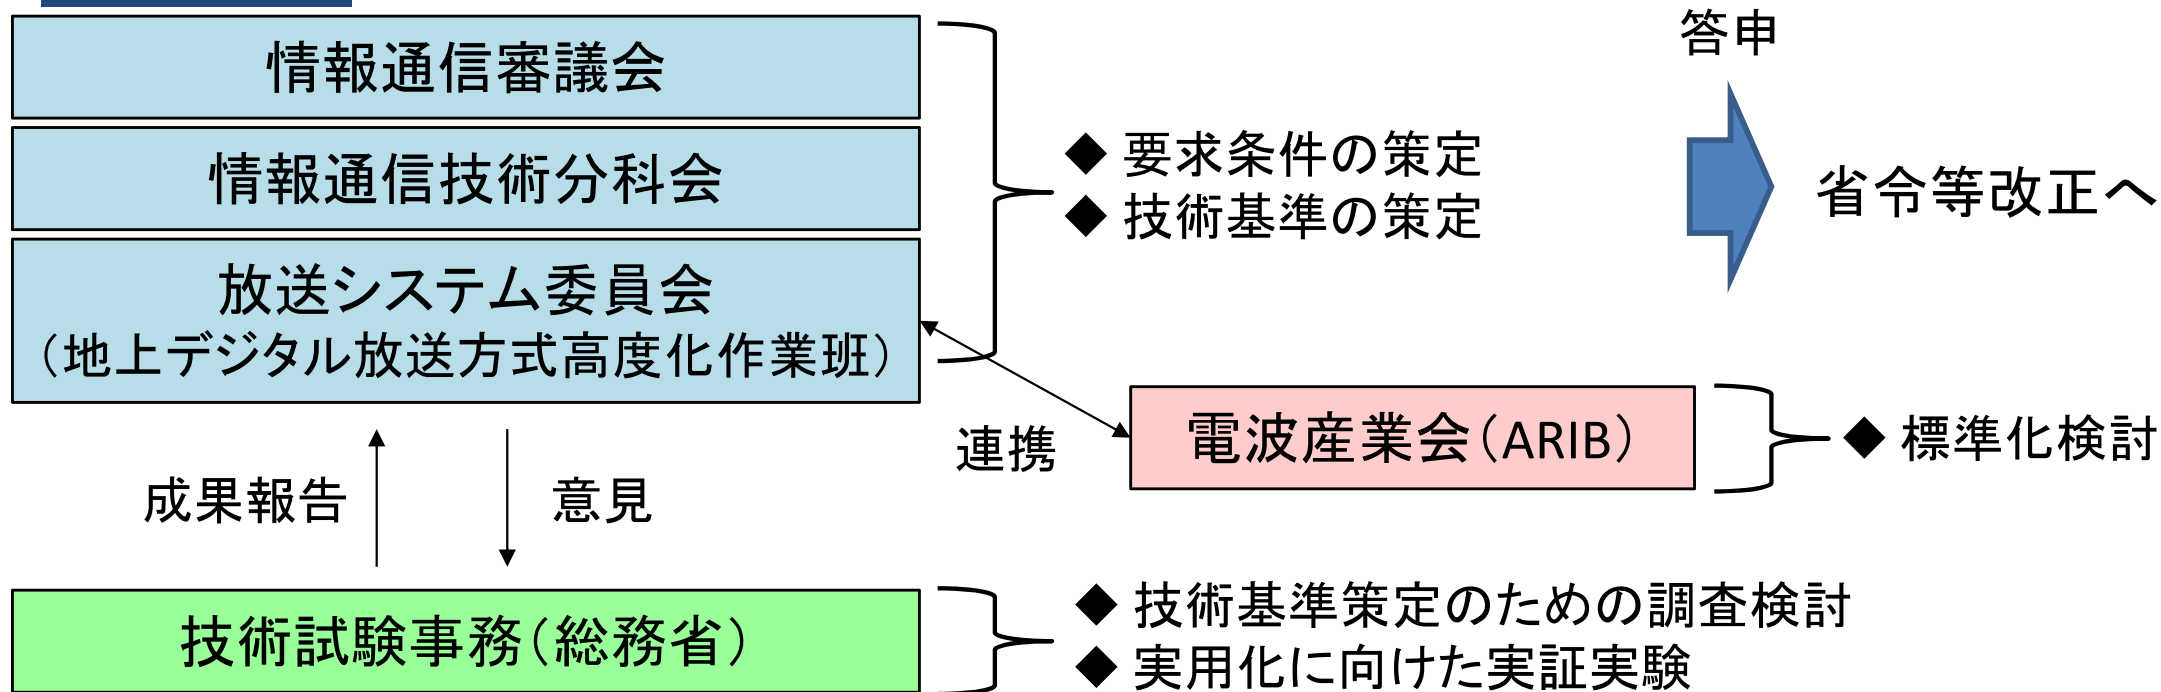 情報通信審議会
情報通信技術分科会
放送システム委員会
（地上デジタル放送方式高度化作業班）
◆ 要求条件の策定
◆ 技術基準の策定
答申
省令等改正へ
連携
電波産業会（ARIB）
◆ 標準化検討
成果報告
意見
技術試験事務（総務省）
◆ 技術基準策定のための調査検討
◆ 実用化に向けた実証実験